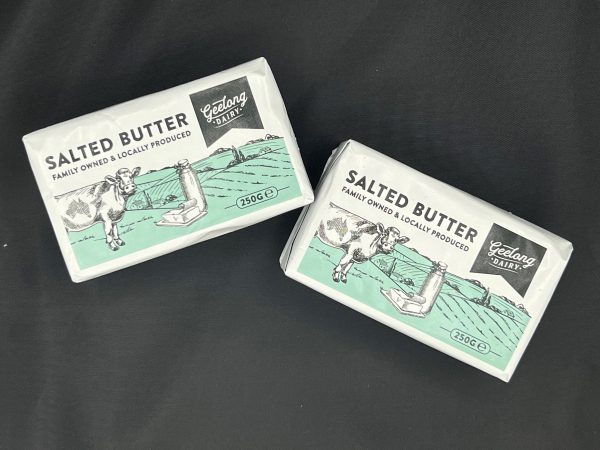 Geelong
DAIRY
SALTED BUTTER
FAMILY OWNED & LOCALLY PRODUCED
250G e
SALTED BUTTER
FAMILY OWNED & LOCALLY PRODUCED
Geelong
DAIRY
250G e